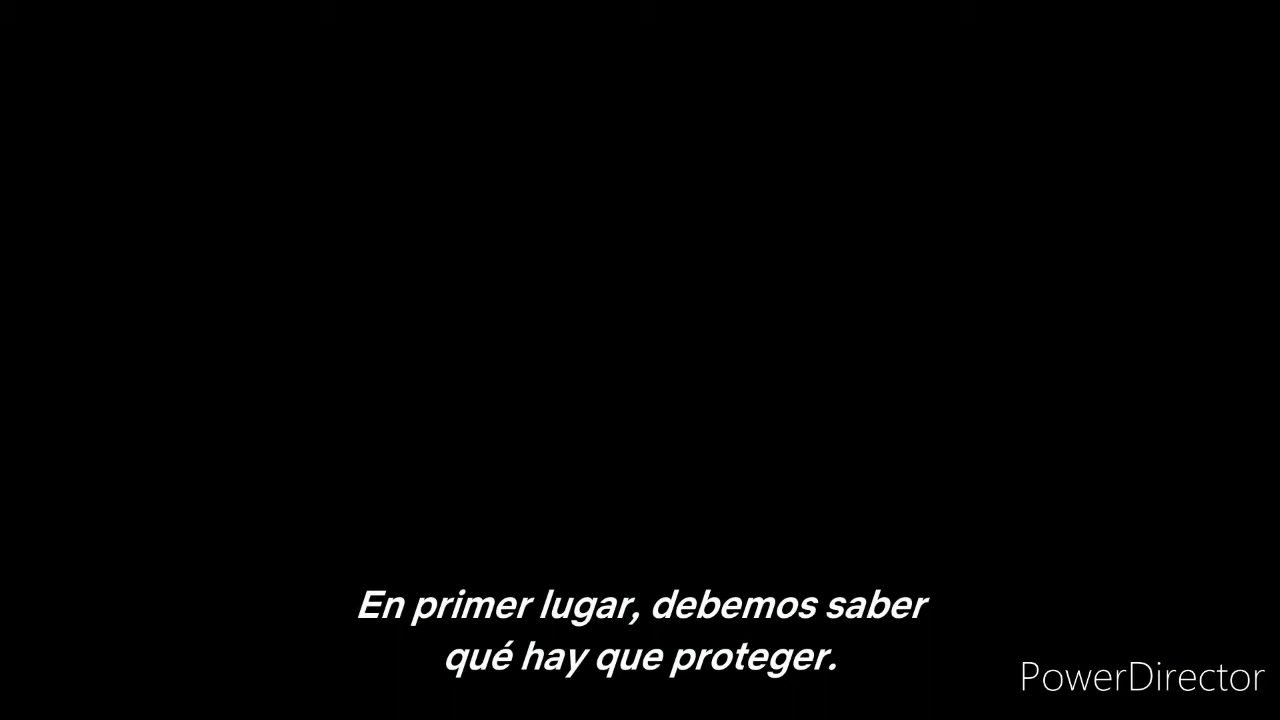 En primer lugar, debemos saber
qué hay que proteger.
PowerDirector